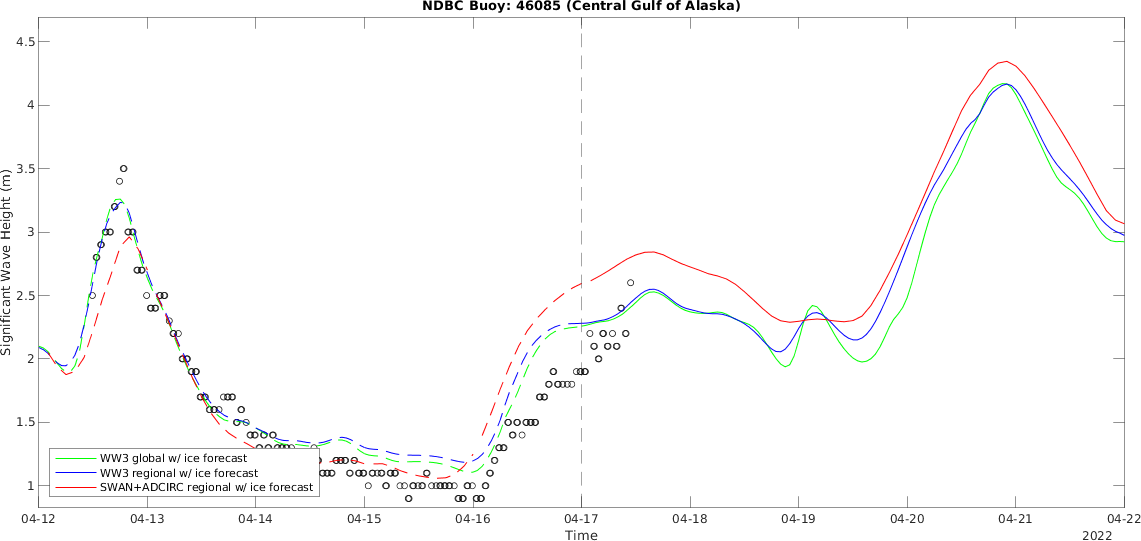 NDBC Buoy: 46085 (Central Gulf of Alaska)
Significant Wave Height (m)
4.5
4
3.5
3
2.5
2
1.5
1
WW3 global w/ ice forecast
WW3 regional w/ ice forecast
SWAN+ADCIRC regional w/ ice forecast
04-12 04-13 04-14 04-15 04-16 04-17 04-18 04-19 04-20 04-21 04-22
Time
2022